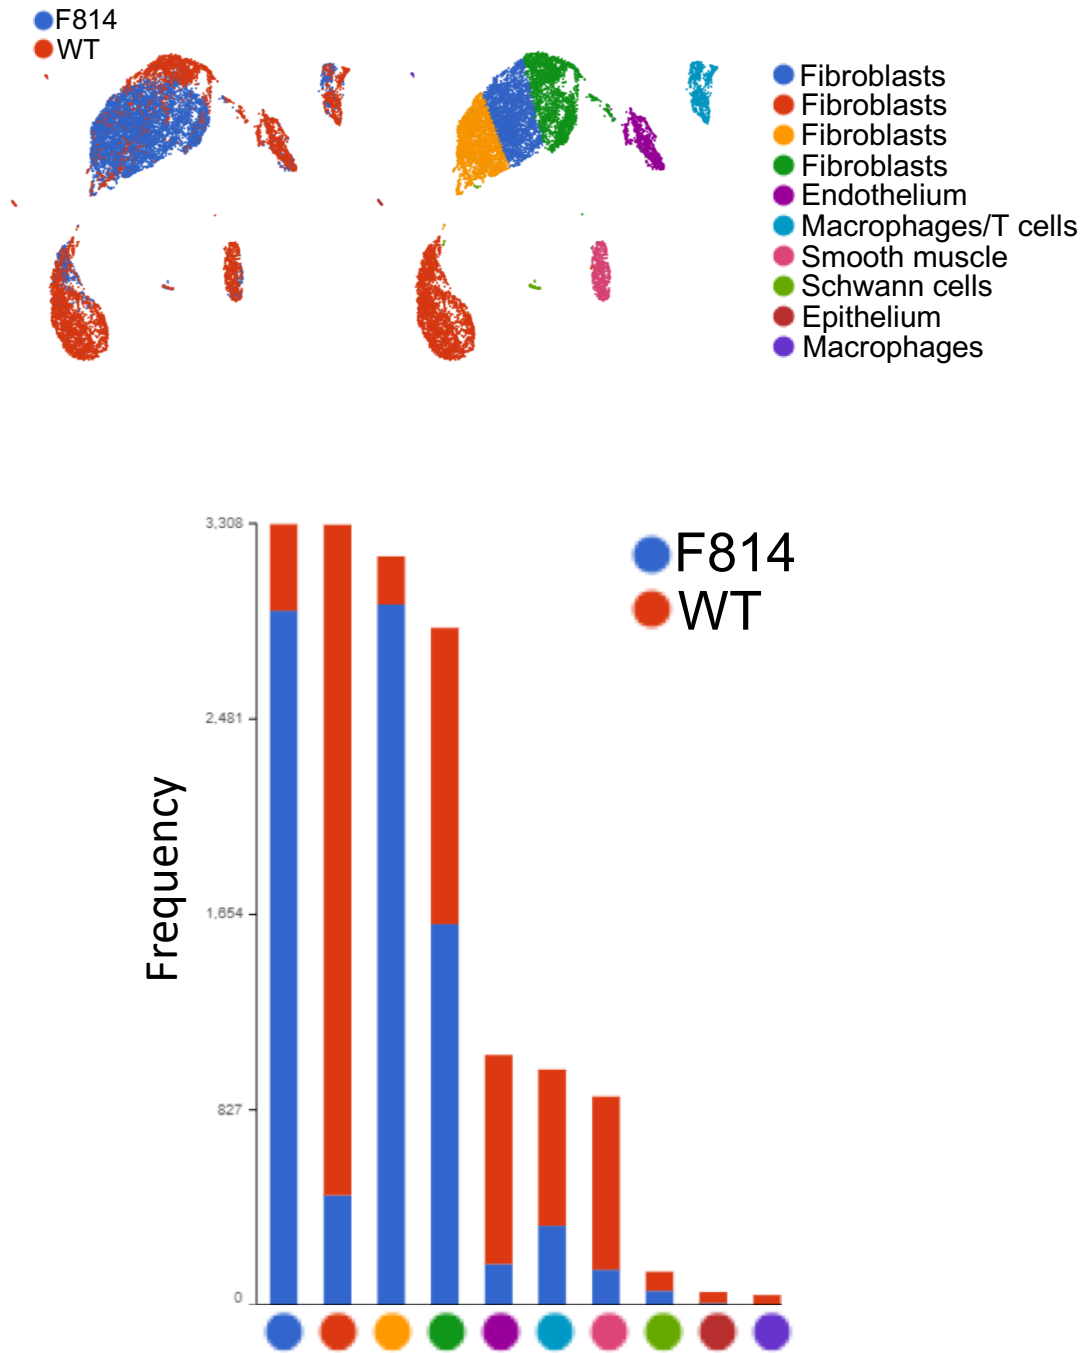 F814
WT
Fibroblasts
Fibroblasts
Fibroblasts
Fibroblasts
Endothelium
Macrophages/T cells
Smooth muscle
Schwann cells
Epithelium
Macrophages
3,308
2,481
1,654
827
0
Frequency
F814
WT